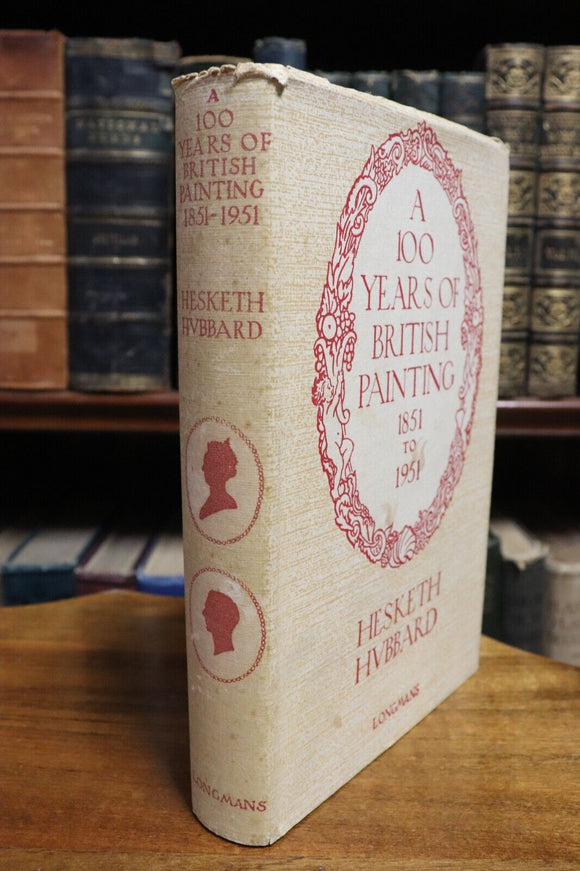 A
100
YEARS OF
BRITISH
PAINTING
1851-1951
HESKETH
HVBBARD
LONGMANS
A
100
YEARS OF
BRITISH
PAINTING
1851
TO
1951
HESKETH
HVBBARD
LONGMANS